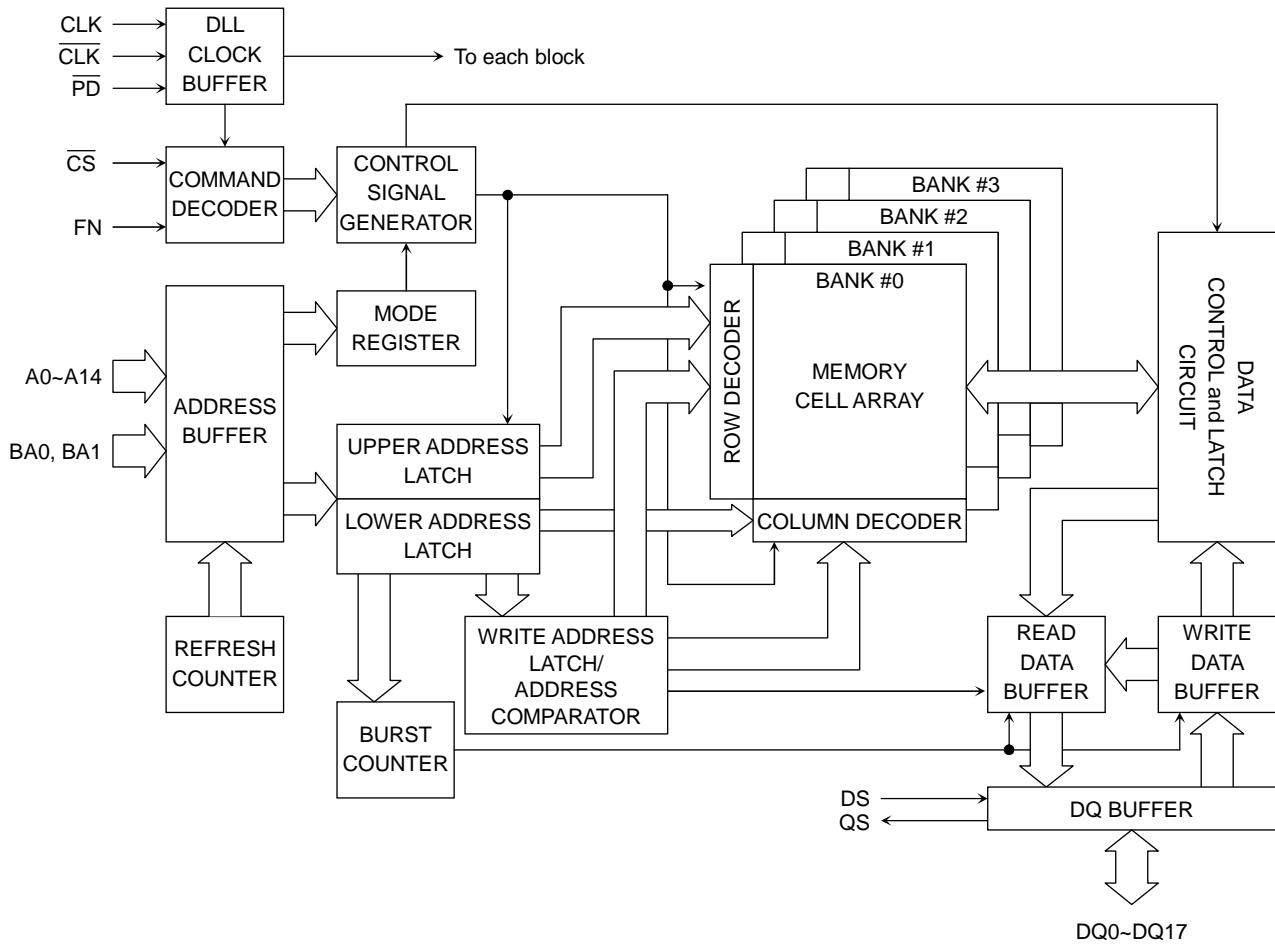 CLK
CLK
PD
DLL
CLOCK
BUFFER
To each block
CS
FN
COMMAND
DECODER
CONTROL
SIGNAL
GENERATOR
BANK #3
BANK #2
BANK #1
BANK #0
MODE
REGISTER
A0~A14
BA0, BA1
ADDRESS
BUFFER
ROW DECODER
MEMORY
CELL ARRAY
DATA
CONTROL and LATCH
CIRCUIT
UPPER ADDRESS
LATCH
LOWER ADDRESS
LATCH
COLUMN DECODER
REFRESH
COUNTER
WRITE ADDRESS
LATCH/
ADDRESS
COMPARATOR
READ
DATA
BUFFER
WRITE
DATA
BUFFER
BURST
COUNTER
DS
QS
DQ BUFFER
DQ0~DQ17